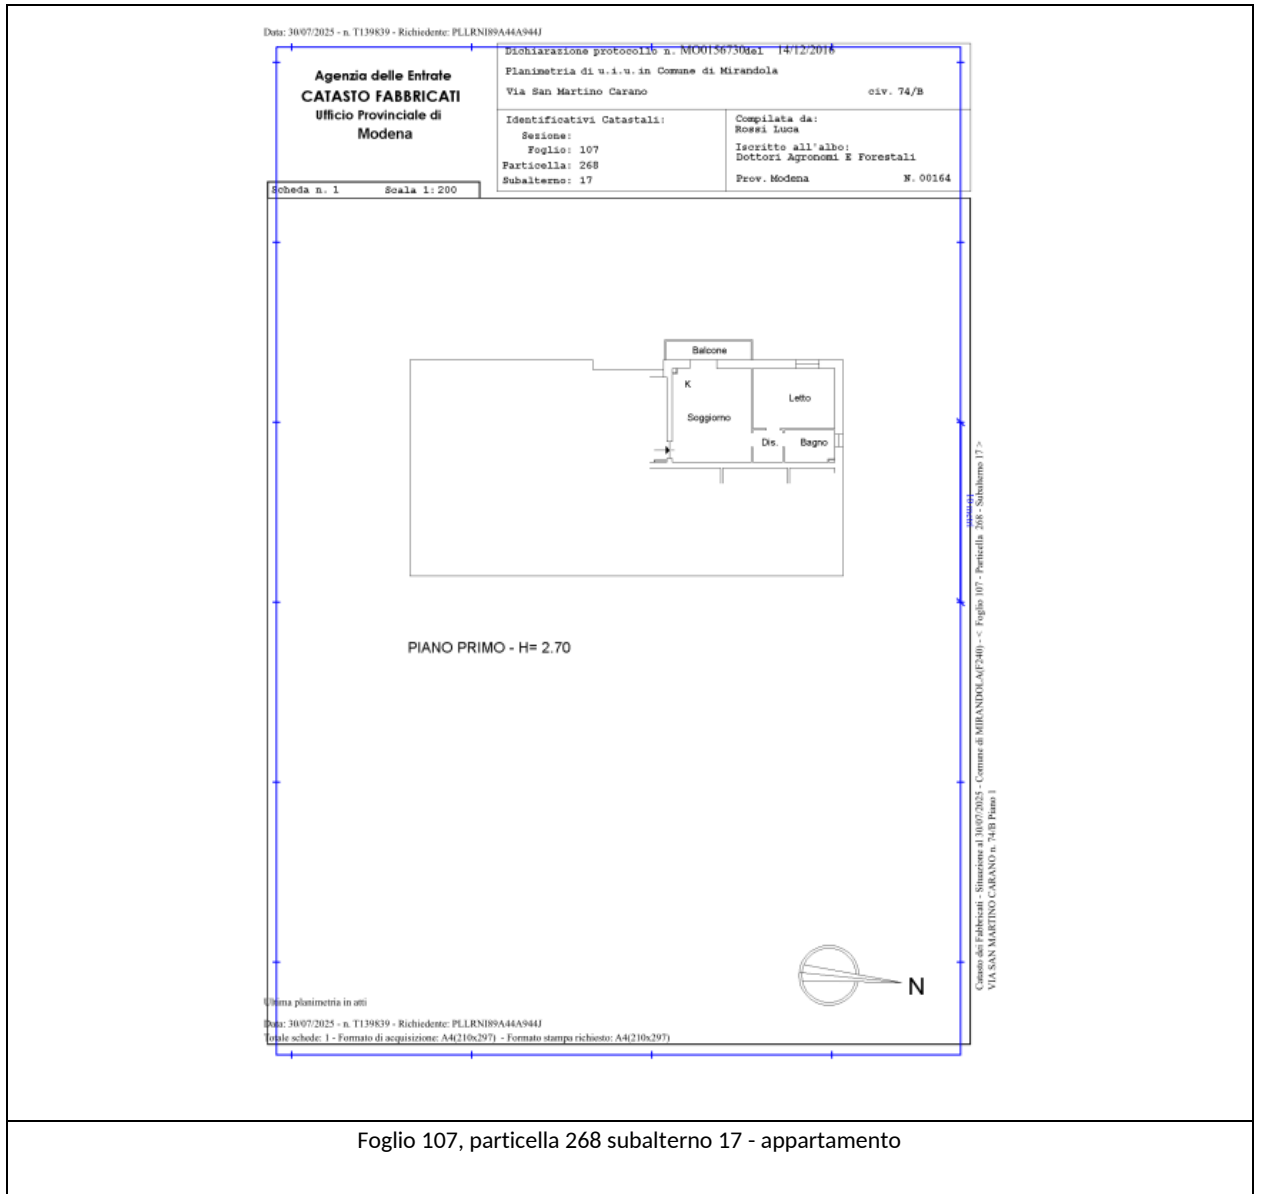 Data: 30/07/2025 - n. T139839 - Richiedente: PLLRNI89A44A944J
Agenzia delle Entrate
CATASTO FABBRICATI
Ufficio Provinciale di
Modena
Dichiarazione protocollo n. MO0156730del 14/12/2016
Planimetria di u.i.u. in Comune di Mirandola
Via San Martino Carano civ. 74/B
Identificativi Catastali:
Sezione:
Foglio: 107
Particella: 268
Subalterno: 17
Compilata da:
Rossi Luca
Iscritto all'albo:
Dottori Agronomi E Forestali
Prov. Modena N. 00164
Scheda n. 1 Scala 1:200
Balcone
K
Letto
Soggiorno
Dis.
Bagno
PIANO PRIMO - H= 2.70
N
Catasto dei Fabbricati - Situazione al 30/07/2025 - Comune di MIRANDOLA(F240) - < Foglio 107 - Particella 268 - Subalterno 17 >
VIA SAN MARTINO CARANO n. 74/B Piano 1
Ultima planimetria in atti
Data: 30/07/2025 - n. T139839 - Richiedente: PLLRNI89A44A944J
Totale schede: 1 - Formato di acquisizione: A4(210x297) - Formato stampa richiesto: A4(210x297)
Foglio 107, particella 268 subalterno 17 - appartamento